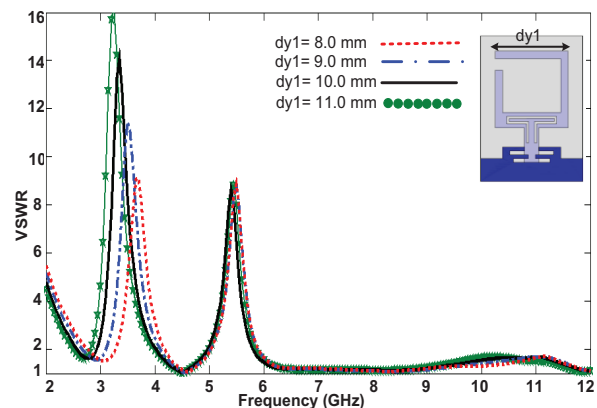 16
14
12
10
8
6
4
2
1
VSWR
dy1= 8.0 mm
dy1= 9.0 mm
dy1= 10.0 mm
dy1= 11.0 mm
dy1
2 3 4 5 6 7 8 9 10 11 12
Frequency (GHz)